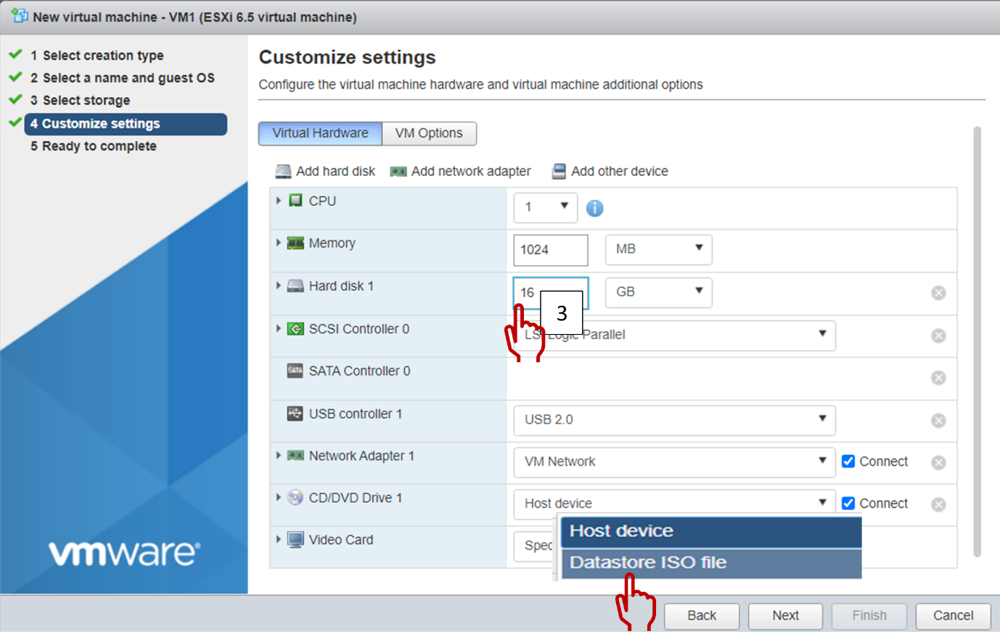 New virtual machine - VM1 (ESXi 6.5 virtual machine)
1 Select creation type
2 Select a name and guest OS
3 Select storage
4 Customize settings
5 Ready to complete
vmware®
Customize settings
Configure the virtual machine hardware and virtual machine additional options
Virtual Hardware VM Options
Add hard disk Add network adapter Add other device
CPU 1
Memory 1024 MB
Hard disk 1 16 GB
3
SCSI Controller 0 Logic Parallel
SATA SATA Controller 0
USB controller 1 USB 2.0
Network Adapter 1 VM Network Connect
CD/DVD Drive 1 Host device Connect
Host device
Video Card Spec
Datastore ISO file
Back Next Finish Cancel